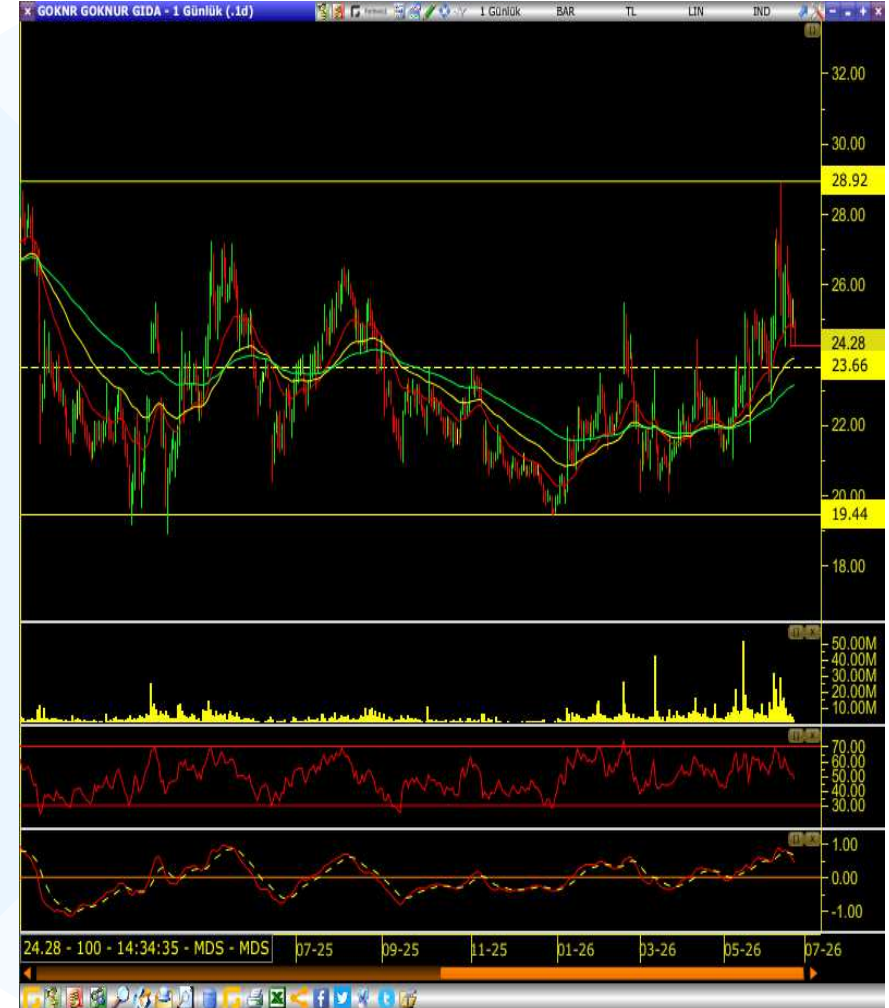 GOKNR GOKNUR GIDA - 1 Günlük (.1d)
1 Günlük BAR TL LIN IND
32.00
30.00
28.92
28.00
26.00
24.28
23.66
22.00
20.00
19.44
18.00
50.00M
40.00M
30.00M
20.00M
10.00M
70.00
60.00
50.00
40.00
30.00
1.00
0.00
-1.00
24.28 - 100 - 14:34:35 - MDS - MDS
07-25 09-25 11-25 01-26 03-26 05-26 07-26